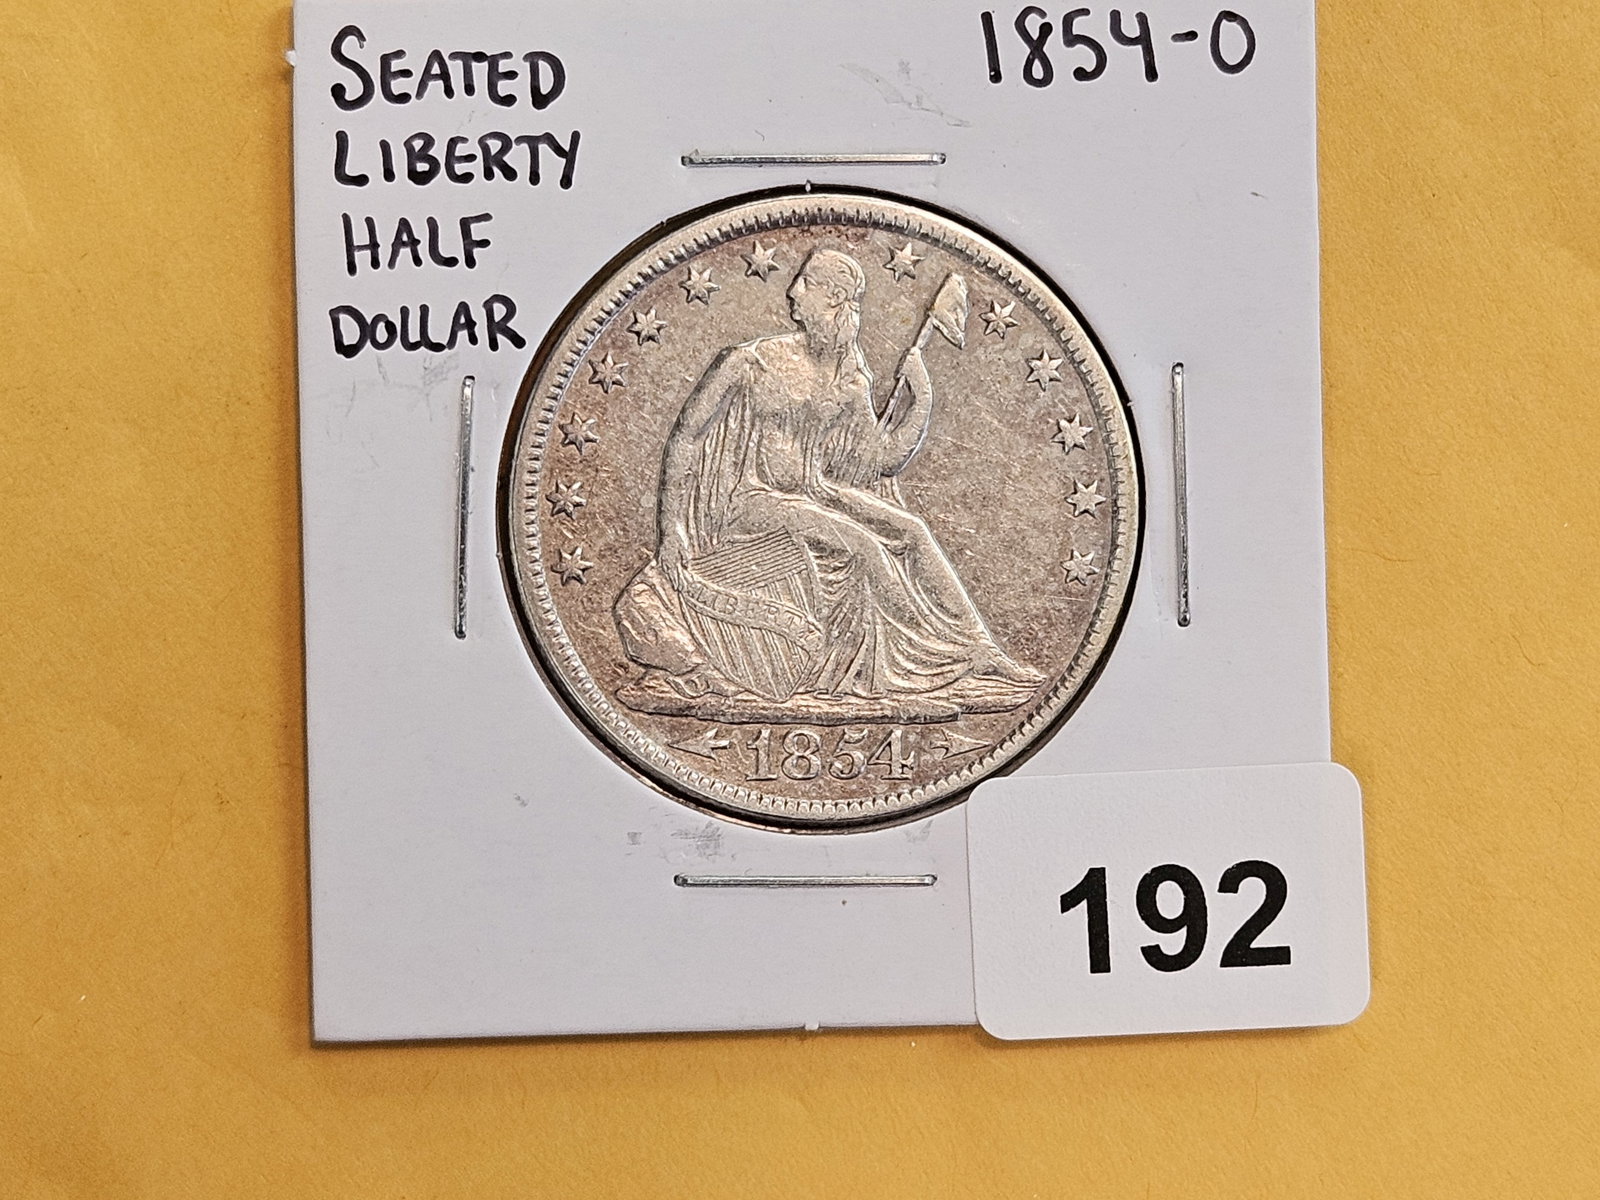 SEATED
LIBERTY
HALF
DOLLAR
1854-O
LIBERTY
1854
192